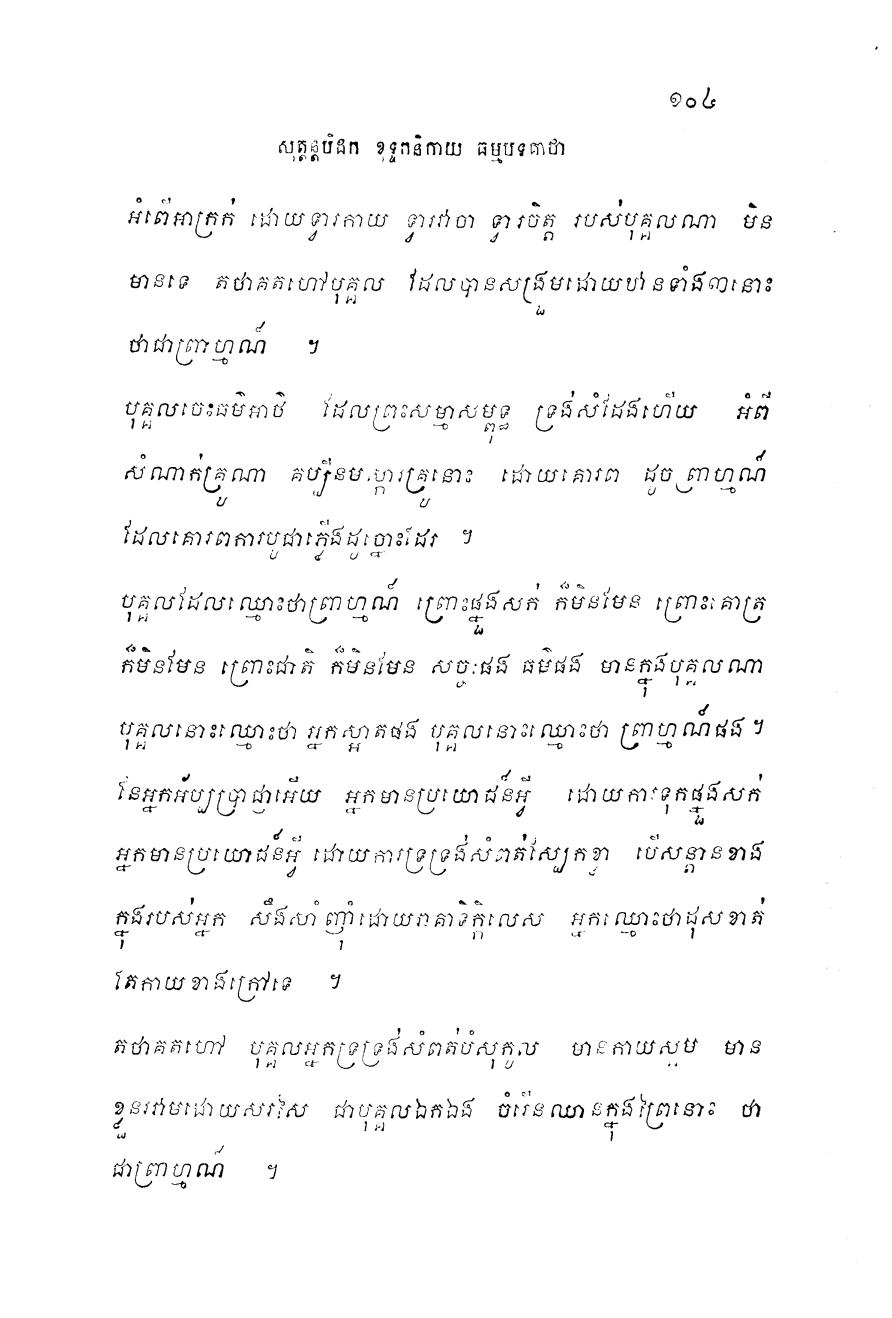 ១០៤
សុត្តន្តបិដក ខុទ្ទកនិកាយ ធម្មបទគាថា
អំពើអាក្រក់ ដោយទ្វារកាយ ទ្វារវាចា ទ្វារចិត្ត របស់បុគ្គលណា មិន
មានទេ តថាគតហៅបុគ្គល ដែលបានសង្រួមដោយឋានទាំង៣នោះ
ថាជាព្រាហ្មណ៍ ។
បុគ្គលចេះធម៌អាថ៌ ដែលព្រះសម្មាសម្ពុទ្ធ ទ្រង់សំដែងហើយ អំពី
សំណាក់គ្រូណា គប្បីនមស្ការគ្រូនោះ ដោយគោរព ដូចព្រាហ្មណ៍
ដែលគោរពការបូជាភ្លើងដូច្នោះដែរ ។
បុគ្គលដែលឈ្មោះថាព្រាហ្មណ៍ ព្រោះផ្នួងសក់ ក៏មិនមែន ព្រោះគោត្រ
ក៏មិនមែន ព្រោះជាតិ ក៏មិនមែន សច្ចៈផង ធម៌ផង មានក្នុងបុគ្គលណា
បុគ្គលនោះឈ្មោះថា អ្នកស្អាតផង បុគ្គលនោះឈ្មោះថា ព្រាហ្មណ៍ផង ។
នែអ្នកអ័ប្បប្រាជ្ញាអើយ អ្នកមានប្រយោជន៍អ្វី ដោយការទុកផ្នួងសក់
អ្នកមានប្រយោជន៍អ្វី ដោយការទ្រទ្រង់សំពត់ស្បែកខ្លា បើសន្តានខាង
ក្នុងរបស់អ្នក សឹងសាំញ៉ាំដោយរាគាទិក្កិលេស អ្នកឈ្មោះថាដុសខាត់
តែកាយខាងក្រៅទេ ។
តថាគតហៅ បុគ្គលអ្នកទ្រទ្រង់សំពត់បំសុកូល មានកាយស្គម មាន
ខ្លួនរវាមដោយសរសៃ ជាបុគ្គលឯកឯង ចំរើនឈានក្នុងព្រៃនោះ ថា
ជាព្រាហ្មណ៍ ។